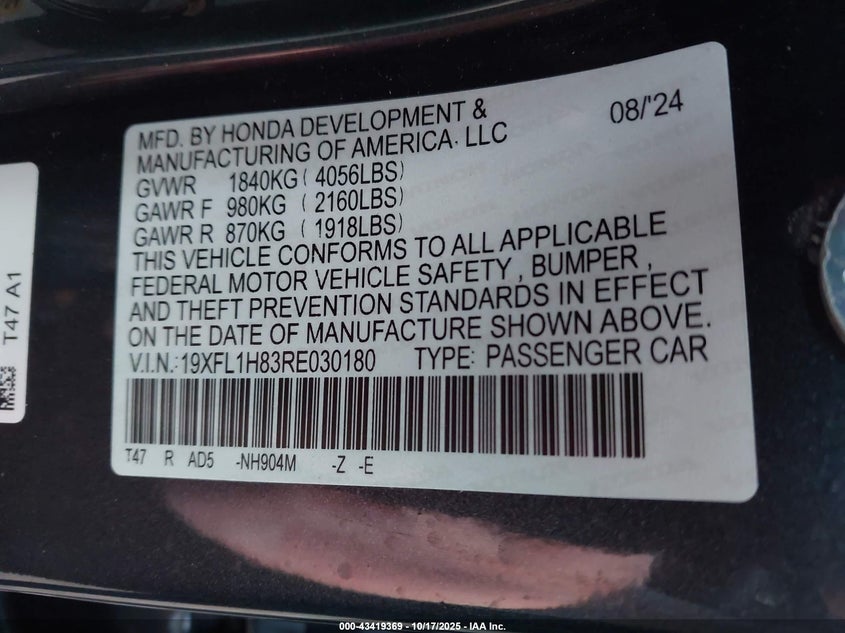 MFD. BY HONDA DEVELOPMENT & 08/'24
MANUFACTURING OF AMERICA. LLC
GVWR 1840KG ( 4056LBS)
GAWR F 980KG ( 2160LBS)
GAWR R 870KG ( 1918LBS)
THIS VEHICLE CONFORMS TO ALL APPLICABLE
FEDERAL MOTOR VEHICLE SAFETY , BUMPER ,
AND THEFT PREVENTION STANDARDS IN EFFECT
ON THE DATE OF MANUFACTURE SHOWN ABOVE.
V.I.N.:19XFL1H83RE030180 TYPE: PASSENGER CAR
T47 R AD5 -NH904M -Z -E
T47 A1
000-43419369 | 10/17/2025 - IAA Inc.